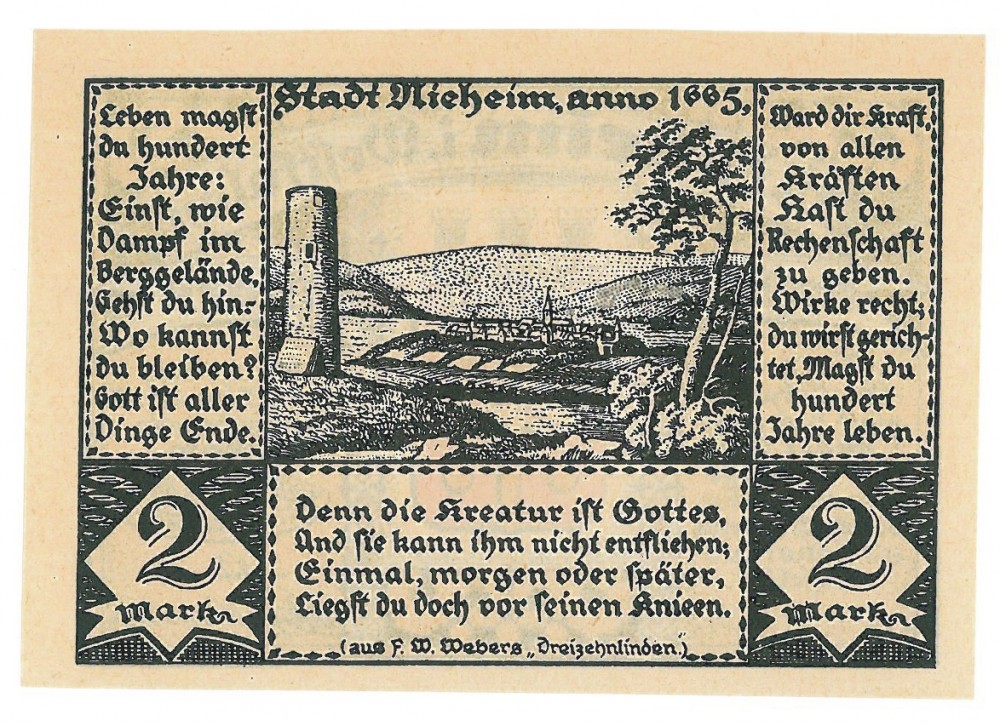 Stadt Nieheim, anno 1665,
Leben magst
du hundert
Jahre:
Einst, wie
Dampf im
Berggelände,
Gehst du hin:-
Wo kannst
du bleiben?
Gott ist aller
Dinge Ende.
Ward dir Kraft,
von allen
Kräften
Hast du
Rechenschaft
zu geben.
Wirke recht;
du wirst gerich-
tet, Magst du
hundert
Jahre leben.
2
Mark
Denn die Kreatur ist Gottes,
Und sie kann ihm nicht entfliehen;
Einmal, morgen oder später,
Liegst du doch vor seinen Knieen.
(aus F. W. Webers „Dreizehnlinden.")
2
Mark